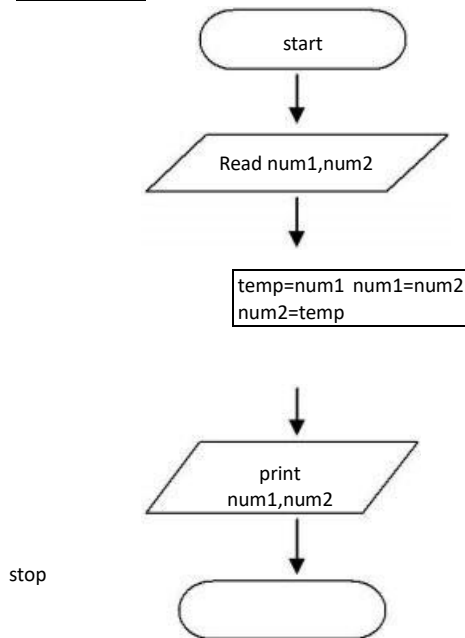 start
Read num1,num2
temp=num1 num1=num2
num2=temp
print
num1,num2
stop